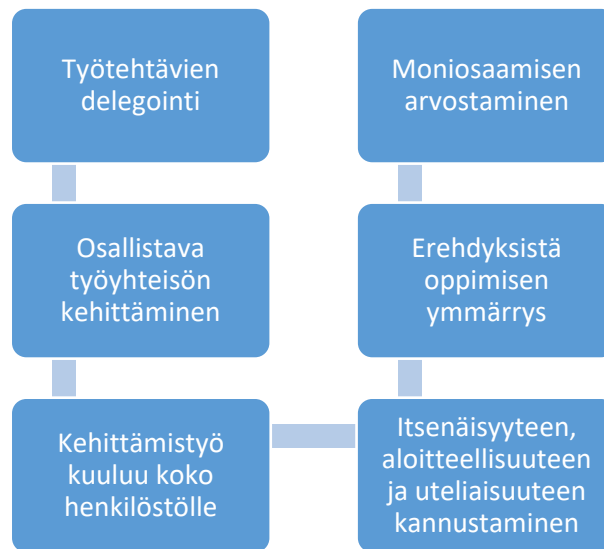 Työtehtävien
delegointi
Osallistava
työyhteisön
kehittäminen
Kehittämistyö
kuuluu koko
henkilöstölle
Itsenäisyyteen,
aloitteellisuuteen
ja uteliaisuuteen
kannustaminen
Erehdyksistä
oppimisen
ymmärrys
Moniosaamisen
arvostaminen